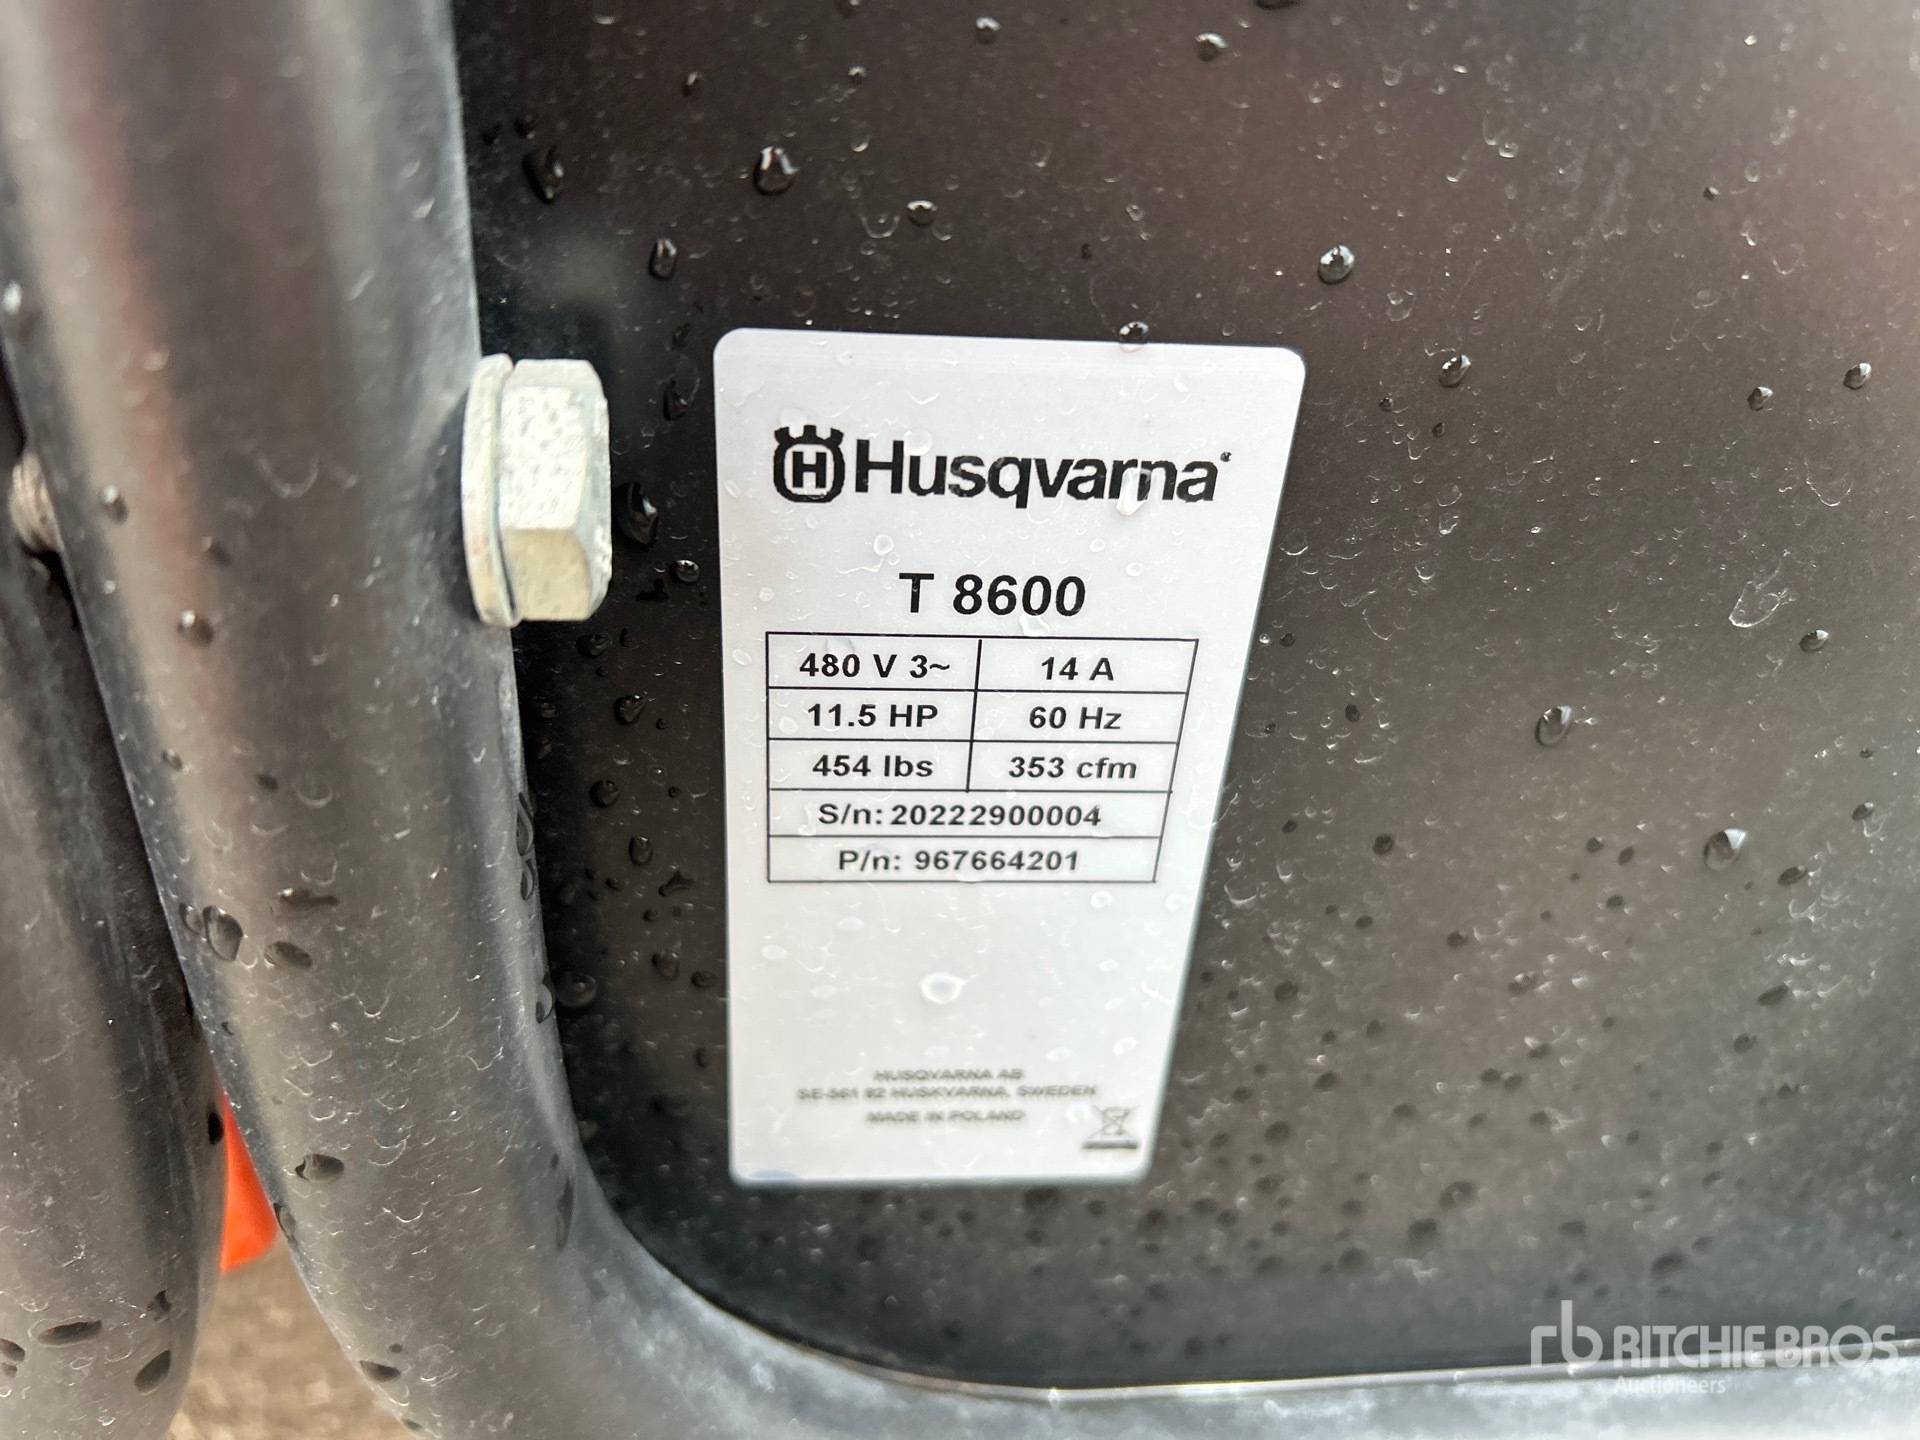 Husqvarna
T 8600
480 V 3~ 14 A
11.5 HP 60 Hz
454 lbs 353 cfm
S/n: 20222900004
P/n: 967664201
HUSQVARNA AB
SE-561 82 HUSKVARNA, SWEDEN
MADE IN POLAND
rb RITCHIE BROS
Auctioneers